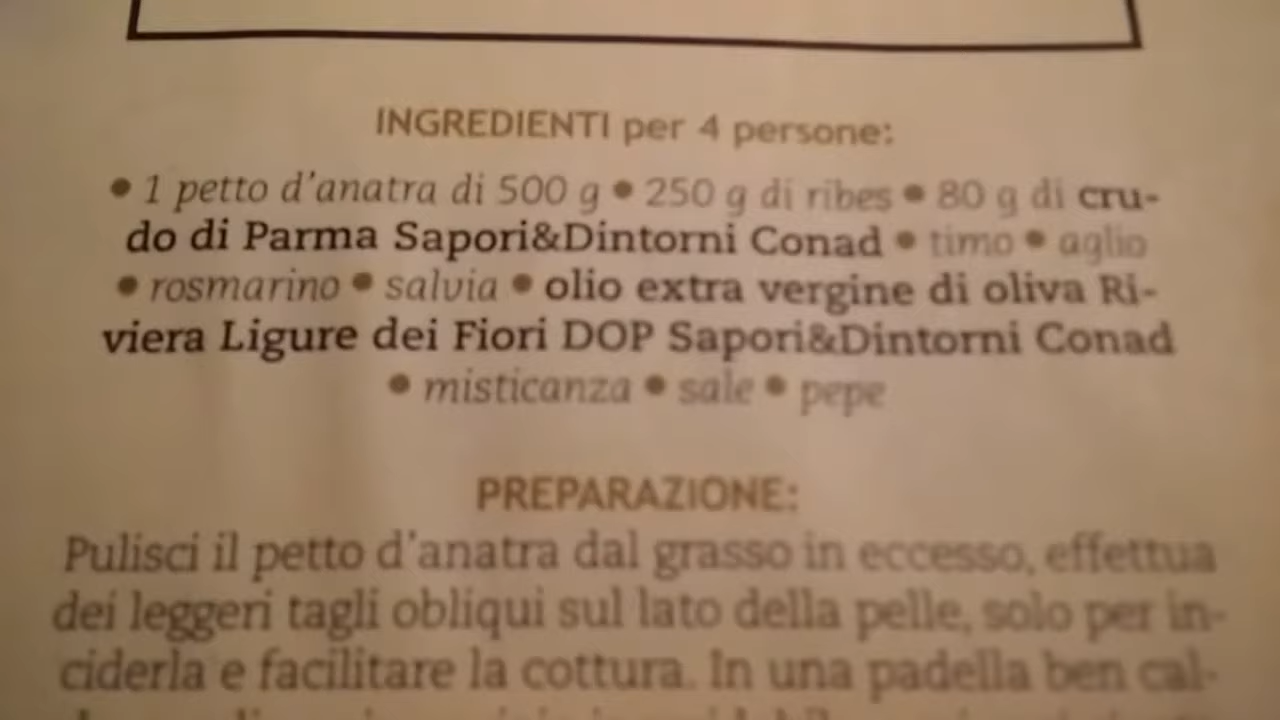 INGREDIENTI per 4 persone:
• 1 petto d'anatra di 500 g • 250 g di ribes • 80 g di cru-
do di Parma Sapori&Dintorni Conad • timo • aglio
• rosmarino • salvia • olio extra vergine di oliva Ri-
viera Ligure dei Fiori DOP Sapori&Dintorni Conad
• misticanza • sale • pepe
PREPARAZIONE:
Pulisci il petto d'anatra dal grasso in eccesso, effettua
dei leggeri tagli obliqui sul lato della pelle, solo per in-
ciderla e facilitare la cottura. In una padella ben cal-